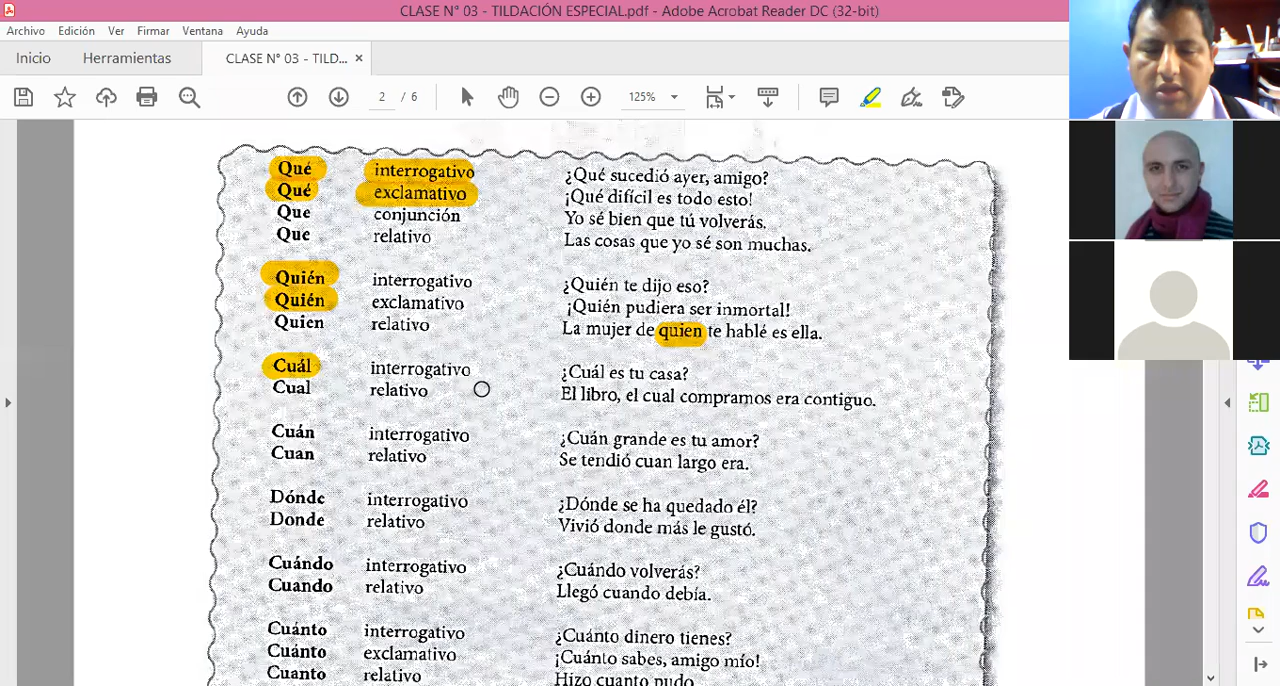 CLASE N° 03 - TILDACIÓN ESPECIAL.pdf - Adobe Acrobat Reader DC (32-bit)
Archivo Edición Ver Firmar Ventana Ayuda
Inicio Herramientas CLASE N° 03 - TILD... ×
2 / 6 125%
Qué interrogativo ¿Qué sucedió ayer, amigo?
Qué exclamativo ¡Qué difícil es todo esto!
Que conjunción Yo sé bien que tú volverás.
Que relativo Las cosas que yo sé son muchas.
Quién interrogativo ¿Quién te dijo eso?
Quién exclamativo ¡Quién pudiera ser inmortal!
Quien relativo La mujer de quien te hablé es ella.
Cuál interrogativo ¿Cuál es tu casa?
Cual relativo El libro, el cual compramos era contiguo.
Cuán interrogativo ¿Cuán grande es tu amor?
Cuan relativo Se tendió cuan largo era.
Dónde interrogativo ¿Dónde se ha quedado él?
Donde relativo Vivió donde más le gustó.
Cuándo interrogativo ¿Cuándo volverás?
Cuando relativo Llegó cuando debía.
Cuánto interrogativo ¿Cuánto dinero tienes?
Cuánto exclamativo ¡Cuánto sabes, amigo mío!
Cuanto relativo Hizo cuanto pudo.